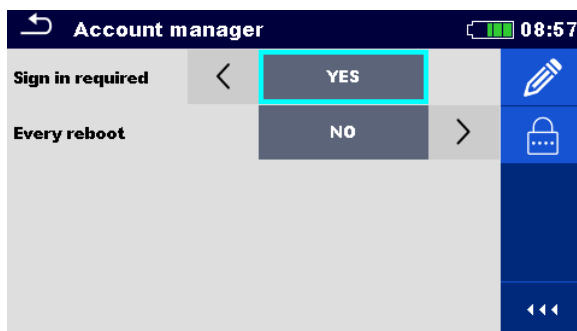 Account manager 08:57
Sign in required YES
Every reboot NO